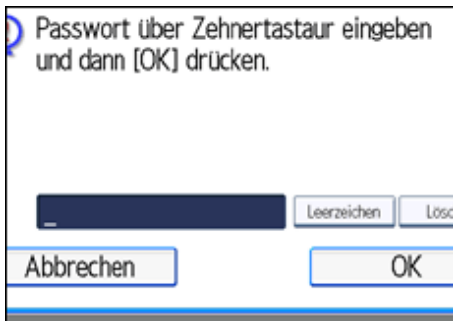 Passwort über Zehnertastaur eingeben
und dann [OK] drücken.
_
Leerzeichen
Abbrechen
OK